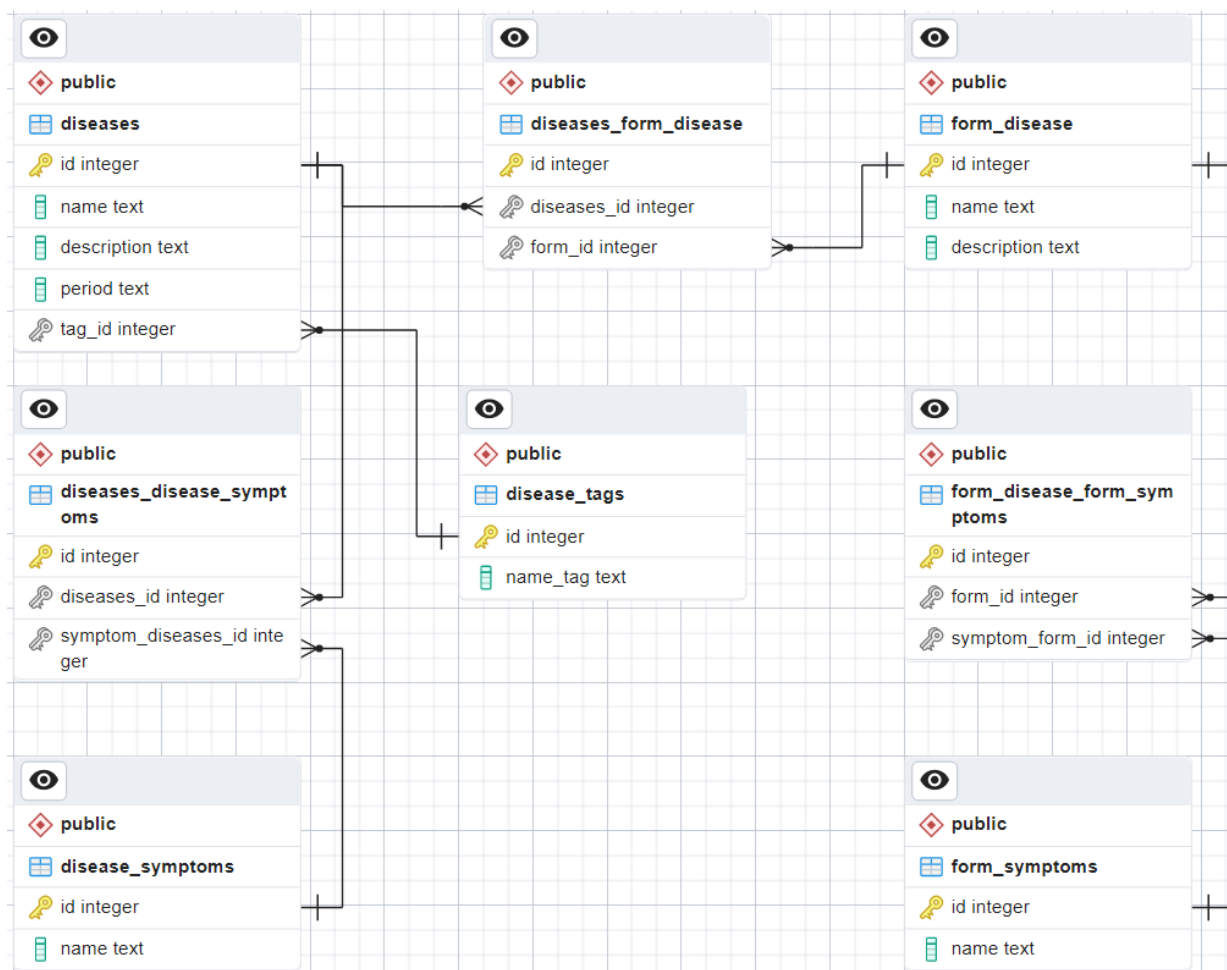 public
diseases
id integer
name text
description text
period text
tag_id integer
public
diseases_form_disease
id integer
diseases_id integer
form_id integer
public
form_disease
id integer
name text
description text
public
diseases_disease_sympt
oms
id integer
diseases_id integer
symptom_diseases_id inte
ger
public
disease_tags
id integer
name_tag text
public
form_disease_form_sym
ptoms
id integer
form_id integer
symptom_form_id integer
public
disease_symptoms
id integer
name text
public
form_symptoms
id integer
name text